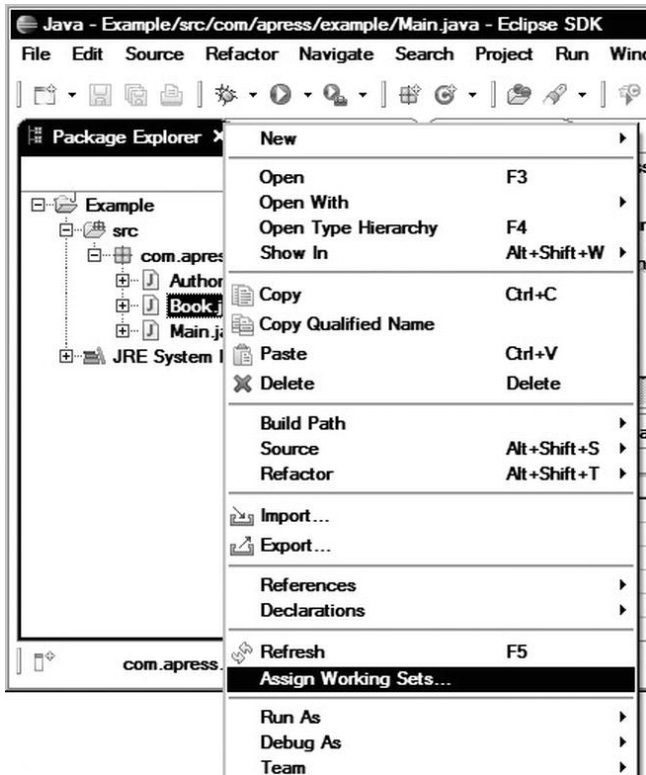 Java - Example/src/com/apress/example/Main.java - Eclipse SDK
File Edit Source Refactor Navigate Search Project Run
Package Explorer
Example
src
com.apres
Author
Book.j
Main.ja
JRE System
New
Open F3
Open With
Open Type Hierarchy F4
Show In Alt+Shift+W
Copy Ctrl+C
Copy Qualified Name
Paste Ctrl+V
Delete Delete
Build Path
Source Alt+Shift+S
Refactor Alt+Shift+T
Import...
Export...
References
Declarations
Refresh F5
Assign Working Sets...
Run As
Debug As
Team
com.apress.